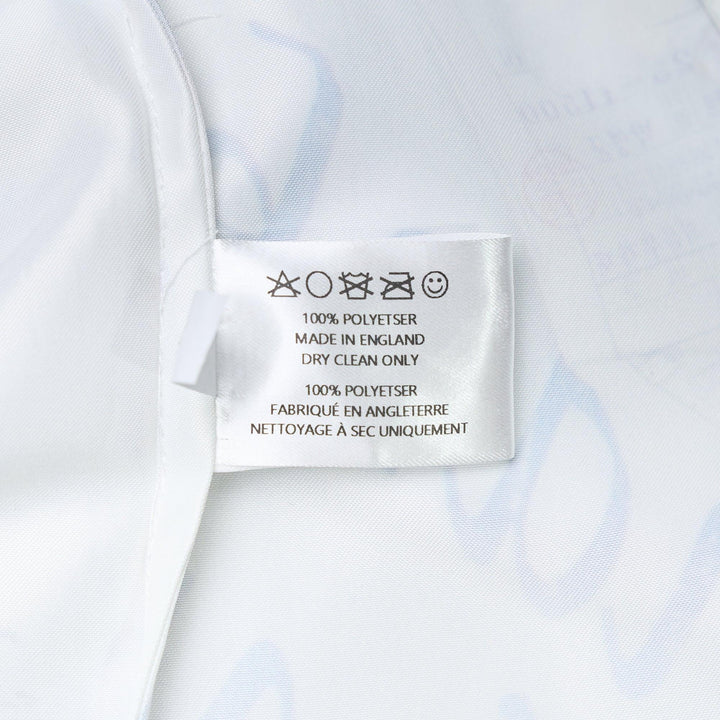 100% POLYETSER
MADE IN ENGLAND
DRY CLEAN ONLY
100% POLYETSER
FABRIQUÉ EN ANGLETERRE
NETTOYAGE À SEC UNIQUEMENT